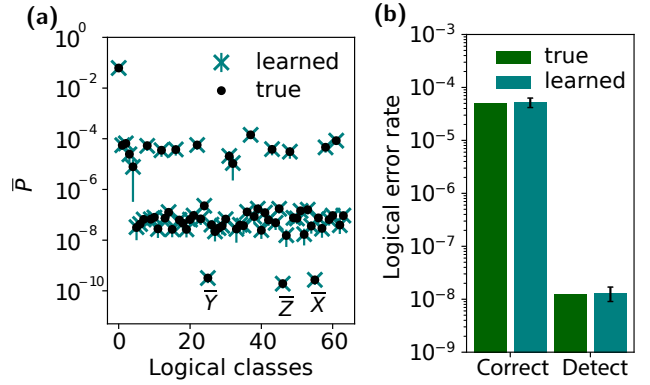 (a)
10⁰
10⁻²
10⁻⁴
10⁻⁶
10⁻⁸
10⁻¹⁰
P̅
learned
true
Y̅
Z̅
X̅
0
20
40
60
Logical classes
(b)
10⁻³
10⁻⁴
10⁻⁵
10⁻⁶
10⁻⁷
10⁻⁸
10⁻⁹
Logical error rate
true
learned
Correct
Detect